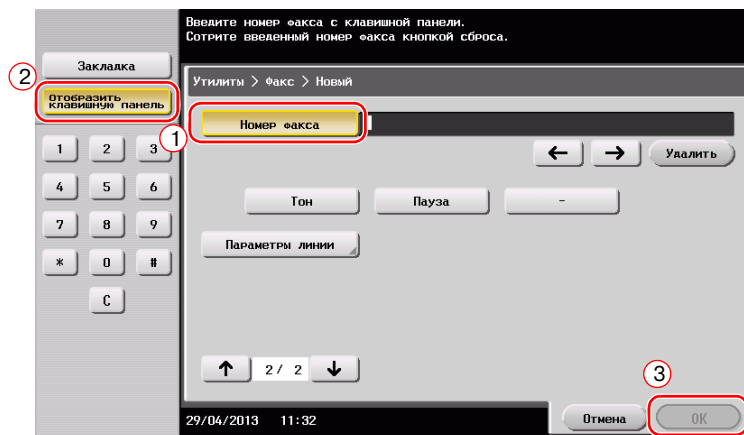 Введите номер факса с клавишной панели.
Сотрите введенный номер факса кнопкой сброса.
2
Закладка
Отобразить
клавишную панель
Утилиты > Факс > Новый
1
Номер факса
1 2 3
← → Удалить
4 5 6
Тон Пауза -
7 8 9
Параметры линии
* 0 #
C
↑ 2/ 2 ↓
3
29/04/2013 11:32
Отмена OK